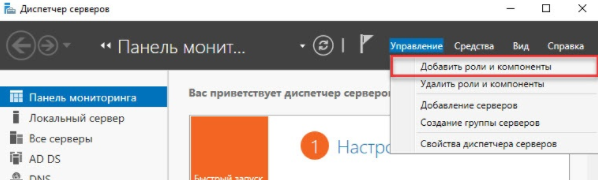 Диспетчер серверов
Панель монит...
Управление Средства Вид Справка
Добавить роли и компоненты
Удалить роли и компоненты
Добавление серверов
Создание группы серверов
Свойства диспетчера серверов
Панель мониторинга
Локальный сервер
Все серверы
AD DS
DNS
Вас приветствует диспетчер серверов
1 Настро
Быстрый запуск